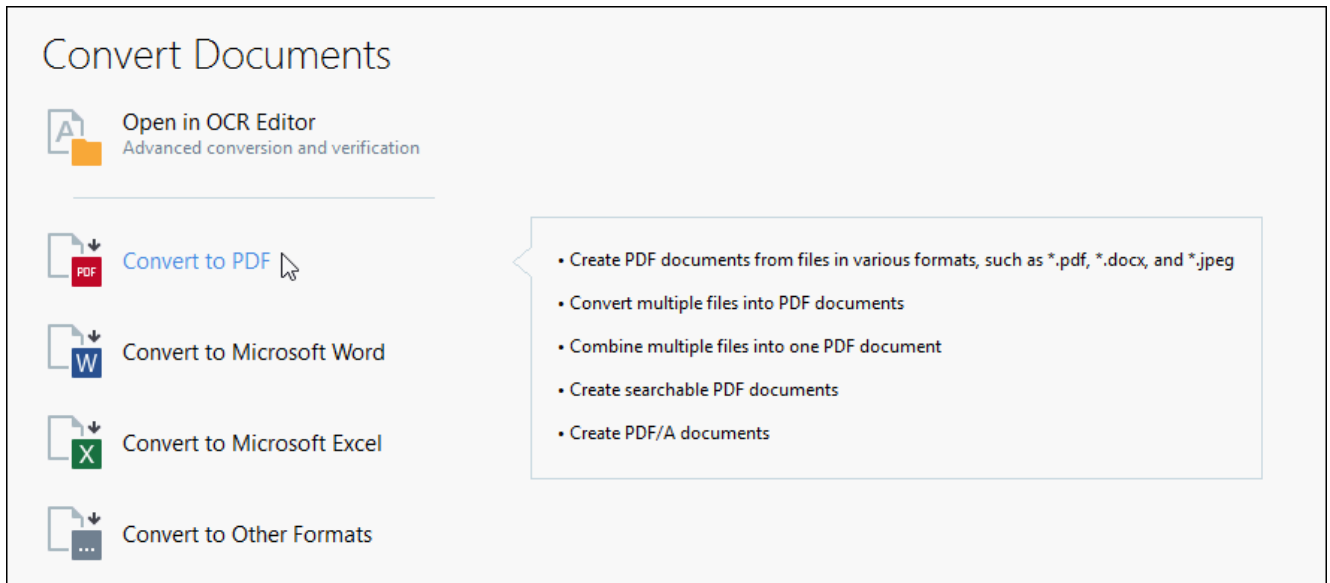 Convert Documents
A
Open in OCR Editor
Advanced conversion and verification
PDF
Convert to PDF
• Create PDF documents from files in various formats, such as *.pdf, *.docx, and *.jpeg
• Convert multiple files into PDF documents
• Combine multiple files into one PDF document
• Create searchable PDF documents
• Create PDF/A documents
W
Convert to Microsoft Word
X
Convert to Microsoft Excel
...
Convert to Other Formats